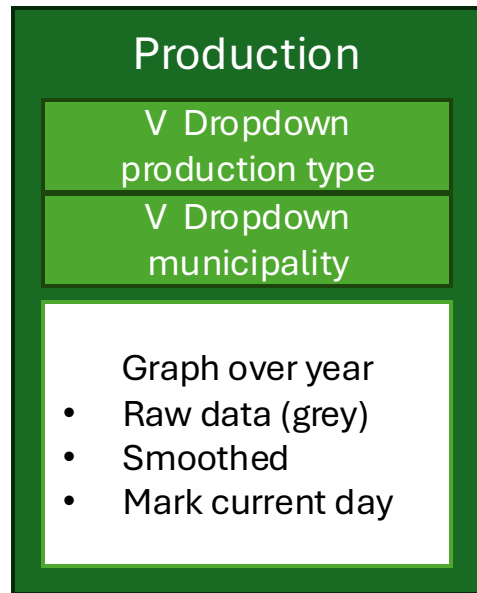 Production
V Dropdown
production type
V Dropdown
municipality
Graph over year
• Raw data (grey)
• Smoothed
• Mark current day